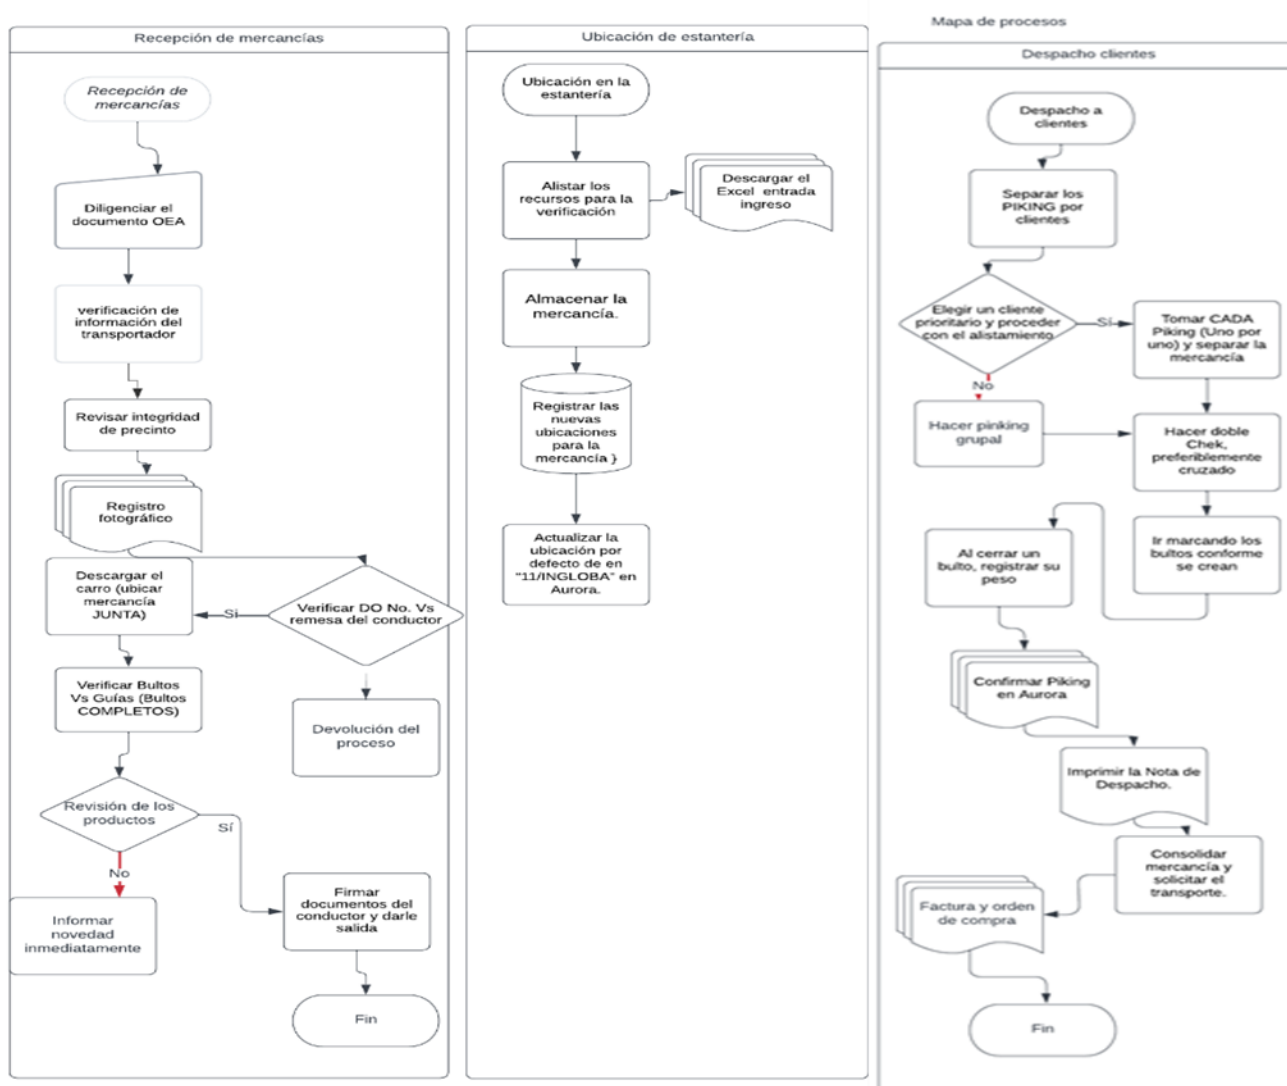 Mapa de procesos
Recepción de mercancías
Recepción de
mercancías
Diligenciar el
documento OEA
verificación de
información del
transportador
Revisar integridad
de precinto
Registro
fotográfico
Verificar DO No. Vs
remesa del conductor
Si
Descargar el
carro (ubicar
mercancía
JUNTA)
Devolución del
proceso
Verificar Bultos
Vs Guías (Bultos
COMPLETOS)
Revisión de los
productos
Sí
No
Informar
novedad
inmediatamente
Firmar
documentos del
conductor y darle
salida
Fin
Ubicación de estantería
Ubicación en la
estantería
Alistar los
recursos para la
verificación
Descargar el
Excel entrada
ingreso
Almacenar la
mercancía.
Registrar las
nuevas
ubicaciones
para la
mercancía )
Actualizar la
ubicación por
defecto de en
"11/INGLOBA" en
Aurora.
Despacho clientes
Despacho a
clientes
Separar los
PIKING por
clientes
Elegir un cliente
prioritario y proceder
con el alistamiento
Sí
Tomar CADA
Piking (Uno por
uno) y separar la
mercancía
No
Hacer pinking
grupal
Hacer doble
Chek,
preferiblemente
cruzado
Ir marcando los
bultos conforme
se crean
Al cerrar un
bulto, registrar su
peso
Confirmar Piking
en Aurora
Imprimir la Nota de
Despacho.
Consolidar
mercancía y
solicitar el
transporte.
Factura y orden
de compra
Fin